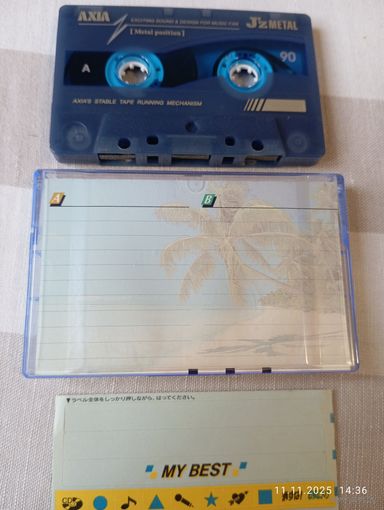 AXIA
EXCITING SOUND & DESIGN FOR MUSIC FAN
J'z METAL
[ Metal position ]
A
90
AXIA'S STABLE TAPE RUNNING MECHANISM
A
B
▼ラベル全体をしっかり押しながら、はってください。
MY BEST
CD
11.11.2025 14:36